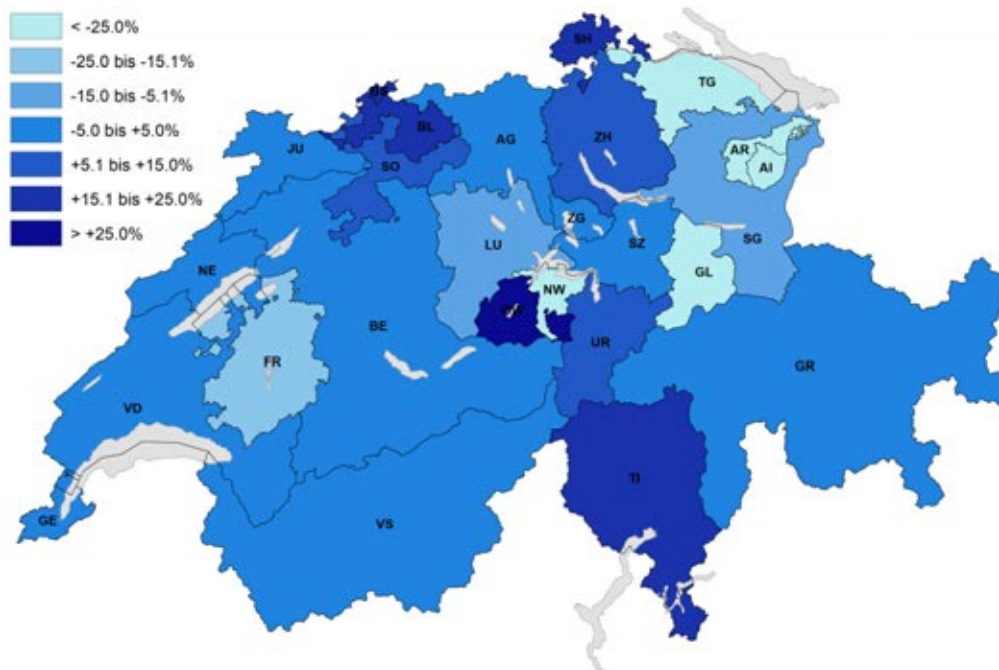 < -25.0%
-25.0 bis -15.1%
-15.0 bis -5.1%
-5.0 bis +5.0%
+5.1 bis +15.0%
+15.1 bis +25.0%
> +25.0%
SH
TG
BL
AG
ZH
JU
SO
AR
AI
ZG
SZ
SG
LU
NE
GL
NW
BE
UR
FR
GR
VD
TI
GE
VS